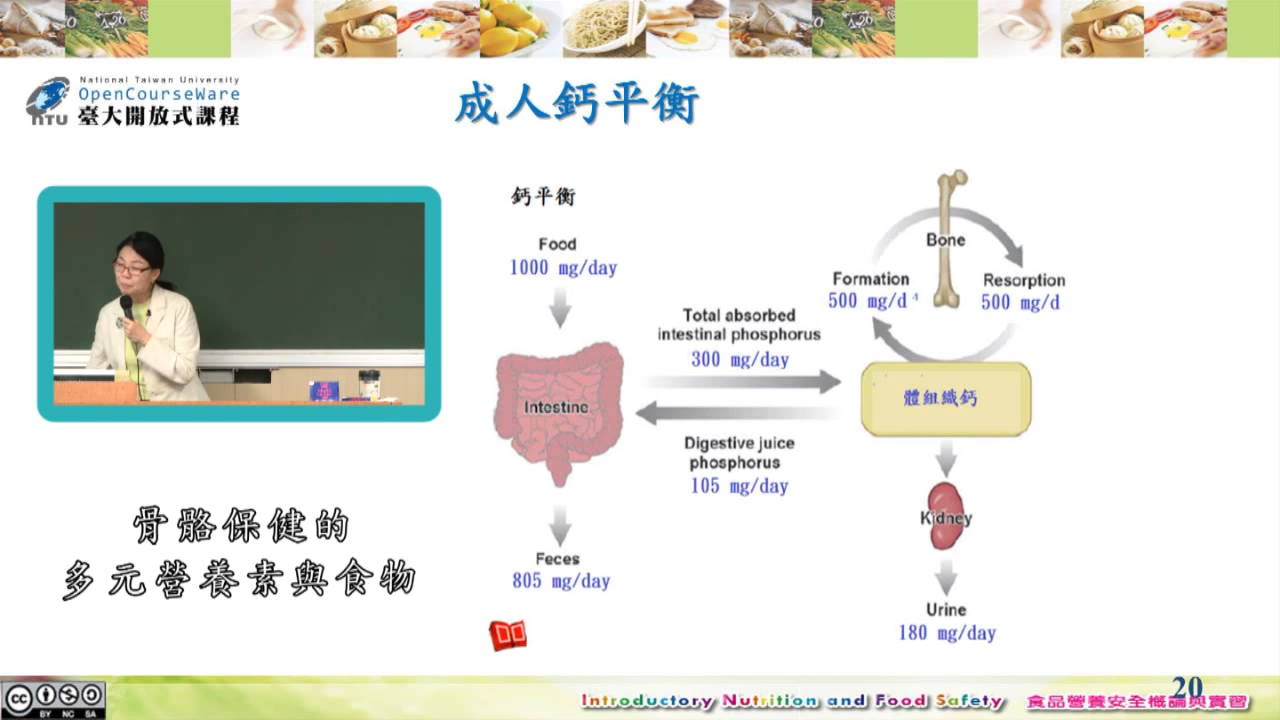 National Taiwan University
OpenCourseWare
NTU 臺大開放式課程
成人鈣平衡
鈣平衡
Food
1000 mg/day
Intestine
Feces
805 mg/day
Total absorbed
intestinal phosphorus
300 mg/day
Digestive juice
phosphorus
105 mg/day
Bone
Formation
500 mg/d
Resorption
500 mg/d
體組織鈣
Kidney
Urine
180 mg/day
骨骼保健的
多元營養素與食物
CC BY NC SA
Introductory Nutrition and Food Safety 食品營養安全概論與實習
20